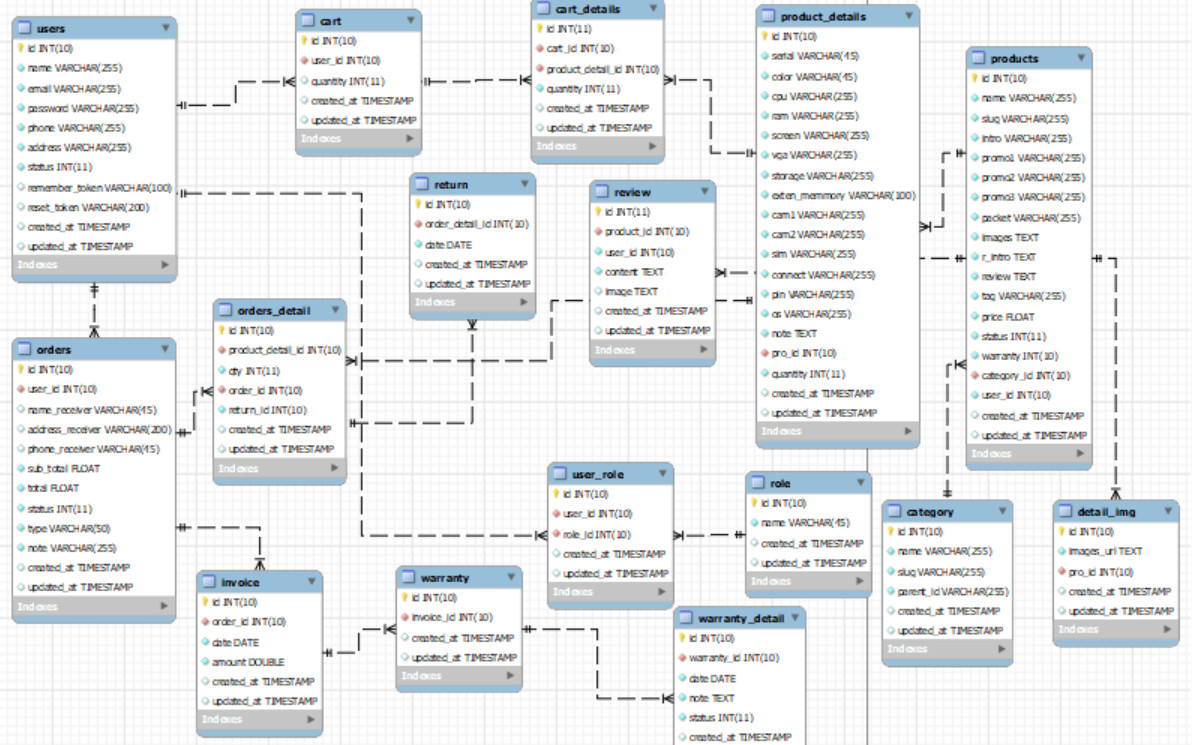 users
id INT(10)
name VARCHAR(255)
email VARCHAR(255)
password VARCHAR(255)
phone VARCHAR(255)
address VARCHAR(255)
status INT(11)
remember_token VARCHAR(100)
reset_token VARCHAR(200)
created_at TIMESTAMP
updated_at TIMESTAMP
Indexes
cart
id INT(10)
user_id INT(10)
quantity INT(11)
created_at TIMESTAMP
updated_at TIMESTAMP
Indexes
cart_details
id INT(11)
cart_id INT(10)
product_detail_id INT(10)
quantity INT(11)
created_at TIMESTAMP
updated_at TIMESTAMP
Indexes
product_details
id INT(10)
serial VARCHAR(45)
color VARCHAR(45)
cpu VARCHAR(255)
ram VARCHAR(255)
screen VARCHAR(255)
vga VARCHAR(255)
storage VARCHAR(255)
exten_memmory VARCHAR(100)
cam1 VARCHAR(255)
cam2 VARCHAR(255)
sim VARCHAR(255)
connect VARCHAR(255)
pin VARCHAR(255)
os VARCHAR(255)
note TEXT
pro_id INT(10)
quantity INT(11)
created_at TIMESTAMP
updated_at TIMESTAMP
Indexes
products
id INT(10)
name VARCHAR(255)
slug VARCHAR(255)
intro VARCHAR(255)
promo1 VARCHAR(255)
promo2 VARCHAR(255)
promo3 VARCHAR(255)
packet VARCHAR(255)
images TEXT
r_intro TEXT
review TEXT
tag VARCHAR(255)
price FLOAT
status INT(11)
warranty INT(10)
category_id INT(10)
user_id INT(10)
created_at TIMESTAMP
updated_at TIMESTAMP
Indexes
return
id INT(10)
order_detail_id INT(10)
date DATE
created_at TIMESTAMP
updated_at TIMESTAMP
Indexes
review
id INT(11)
product_id INT(10)
user_id INT(10)
content TEXT
image TEXT
created_at TIMESTAMP
updated_at TIMESTAMP
Indexes
orders_detail
id INT(10)
product_detail_id INT(10)
qty INT(11)
order_id INT(10)
return_id INT(10)
created_at TIMESTAMP
updated_at TIMESTAMP
Indexes
orders
id INT(10)
user_id INT(10)
name_receiver VARCHAR(45)
address_receiver VARCHAR(200)
phone_receiver VARCHAR(45)
sub_total FLOAT
total FLOAT
status INT(11)
type VARCHAR(50)
note VARCHAR(255)
created_at TIMESTAMP
updated_at TIMESTAMP
Indexes
user_role
id INT(10)
user_id INT(10)
role_id INT(10)
created_at TIMESTAMP
updated_at TIMESTAMP
Indexes
role
id INT(10)
name VARCHAR(45)
created_at TIMESTAMP
updated_at TIMESTAMP
Indexes
category
id INT(10)
name VARCHAR(255)
slug VARCHAR(255)
parent_id VARCHAR(255)
created_at TIMESTAMP
updated_at TIMESTAMP
Indexes
detail_img
id INT(10)
images_url TEXT
pro_id INT(10)
created_at TIMESTAMP
updated_at TIMESTAMP
Indexes
invoice
id INT(10)
order_id INT(10)
date DATE
amount DOUBLE
created_at TIMESTAMP
updated_at TIMESTAMP
Indexes
warranty
id INT(10)
invoice_id INT(10)
created_at TIMESTAMP
updated_at TIMESTAMP
Indexes
warranty_detail
id INT(10)
warranty_id INT(10)
date DATE
note TEXT
status INT(11)
created_at TIMESTAMP